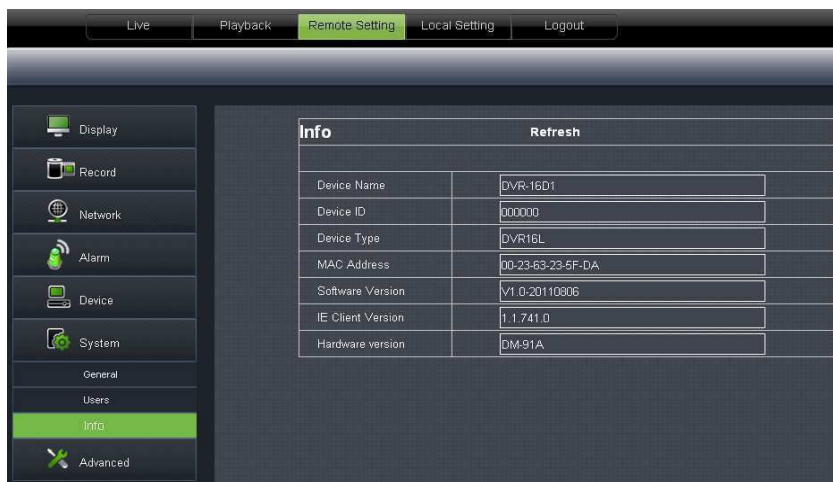 Live Playback Remote Setting Local Setting Logout
Display
Record
Network
Alarm
Device
System
General
Users
Info
Advanced
Info Refresh
Device Name DVR-16D1
Device ID 000000
Device Type DVR16L
MAC Address 00-23-63-23-5F-DA
Software Version V1.0-20110806
IE Client Version 1.1.741.0
Hardware version DM-91A